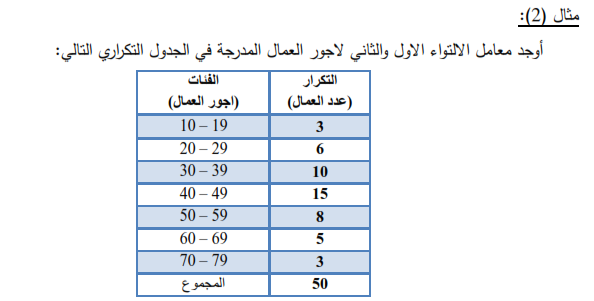 مثال (2):
أوجد معامل الالتواء الاول والثاني لاجور العمال المدرجة في الجدول التكراري التالي:
الفئات (اجور العمال) التكرار (عدد العمال)
10 – 19 3
20 – 29 6
30 – 39 10
40 – 49 15
50 – 59 8
60 – 69 5
70 – 79 3
المجموع 50